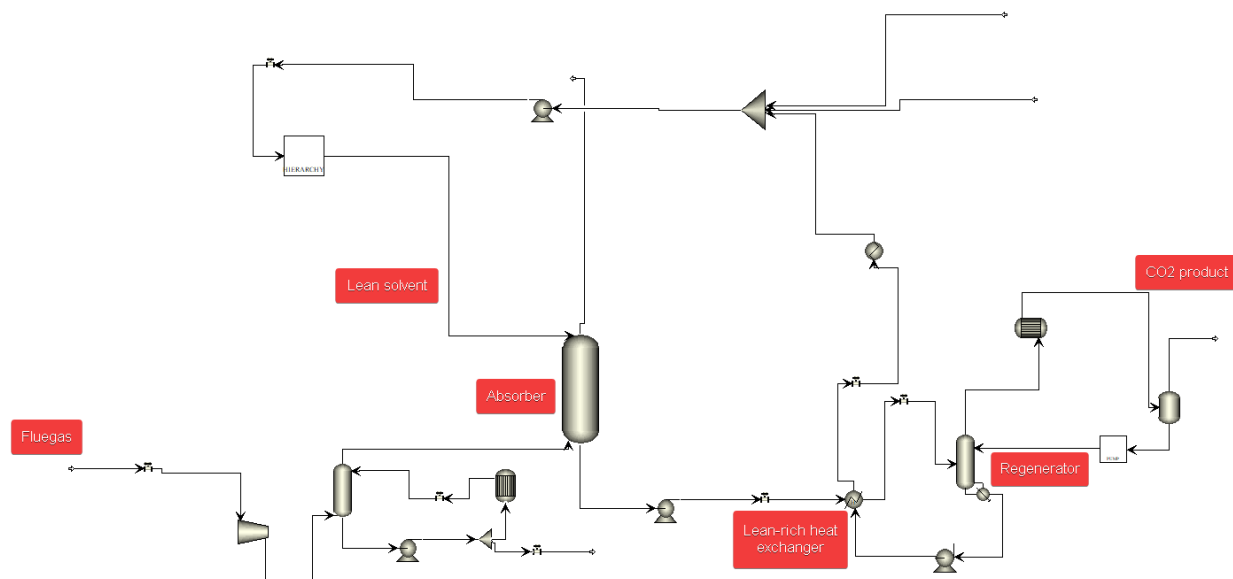 HIERARCHY
Lean solvent
CO2 product
Absorber
Fluegas
Regenerator
PUMP
Lean-rich heat
exchanger